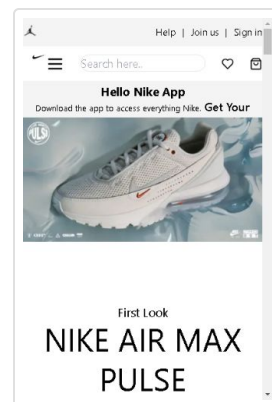 Help | Join us | Sign in
Search here..
Hello Nike App
Download the app to access everything Nike. Get Your
PULSE
First Look
NIKE AIR MAX
PULSE